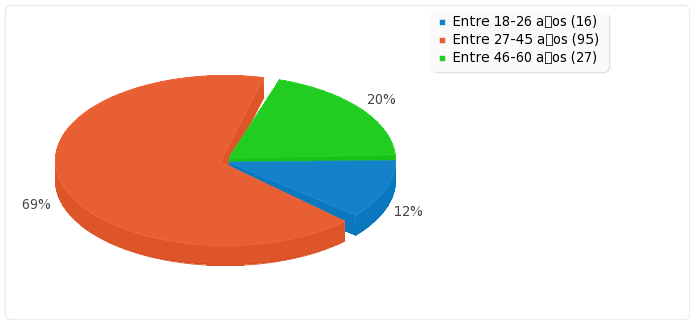 Entre 18-26 a▯os (16)
Entre 27-45 a▯os (95)
Entre 46-60 a▯os (27)
20%
69%
12%